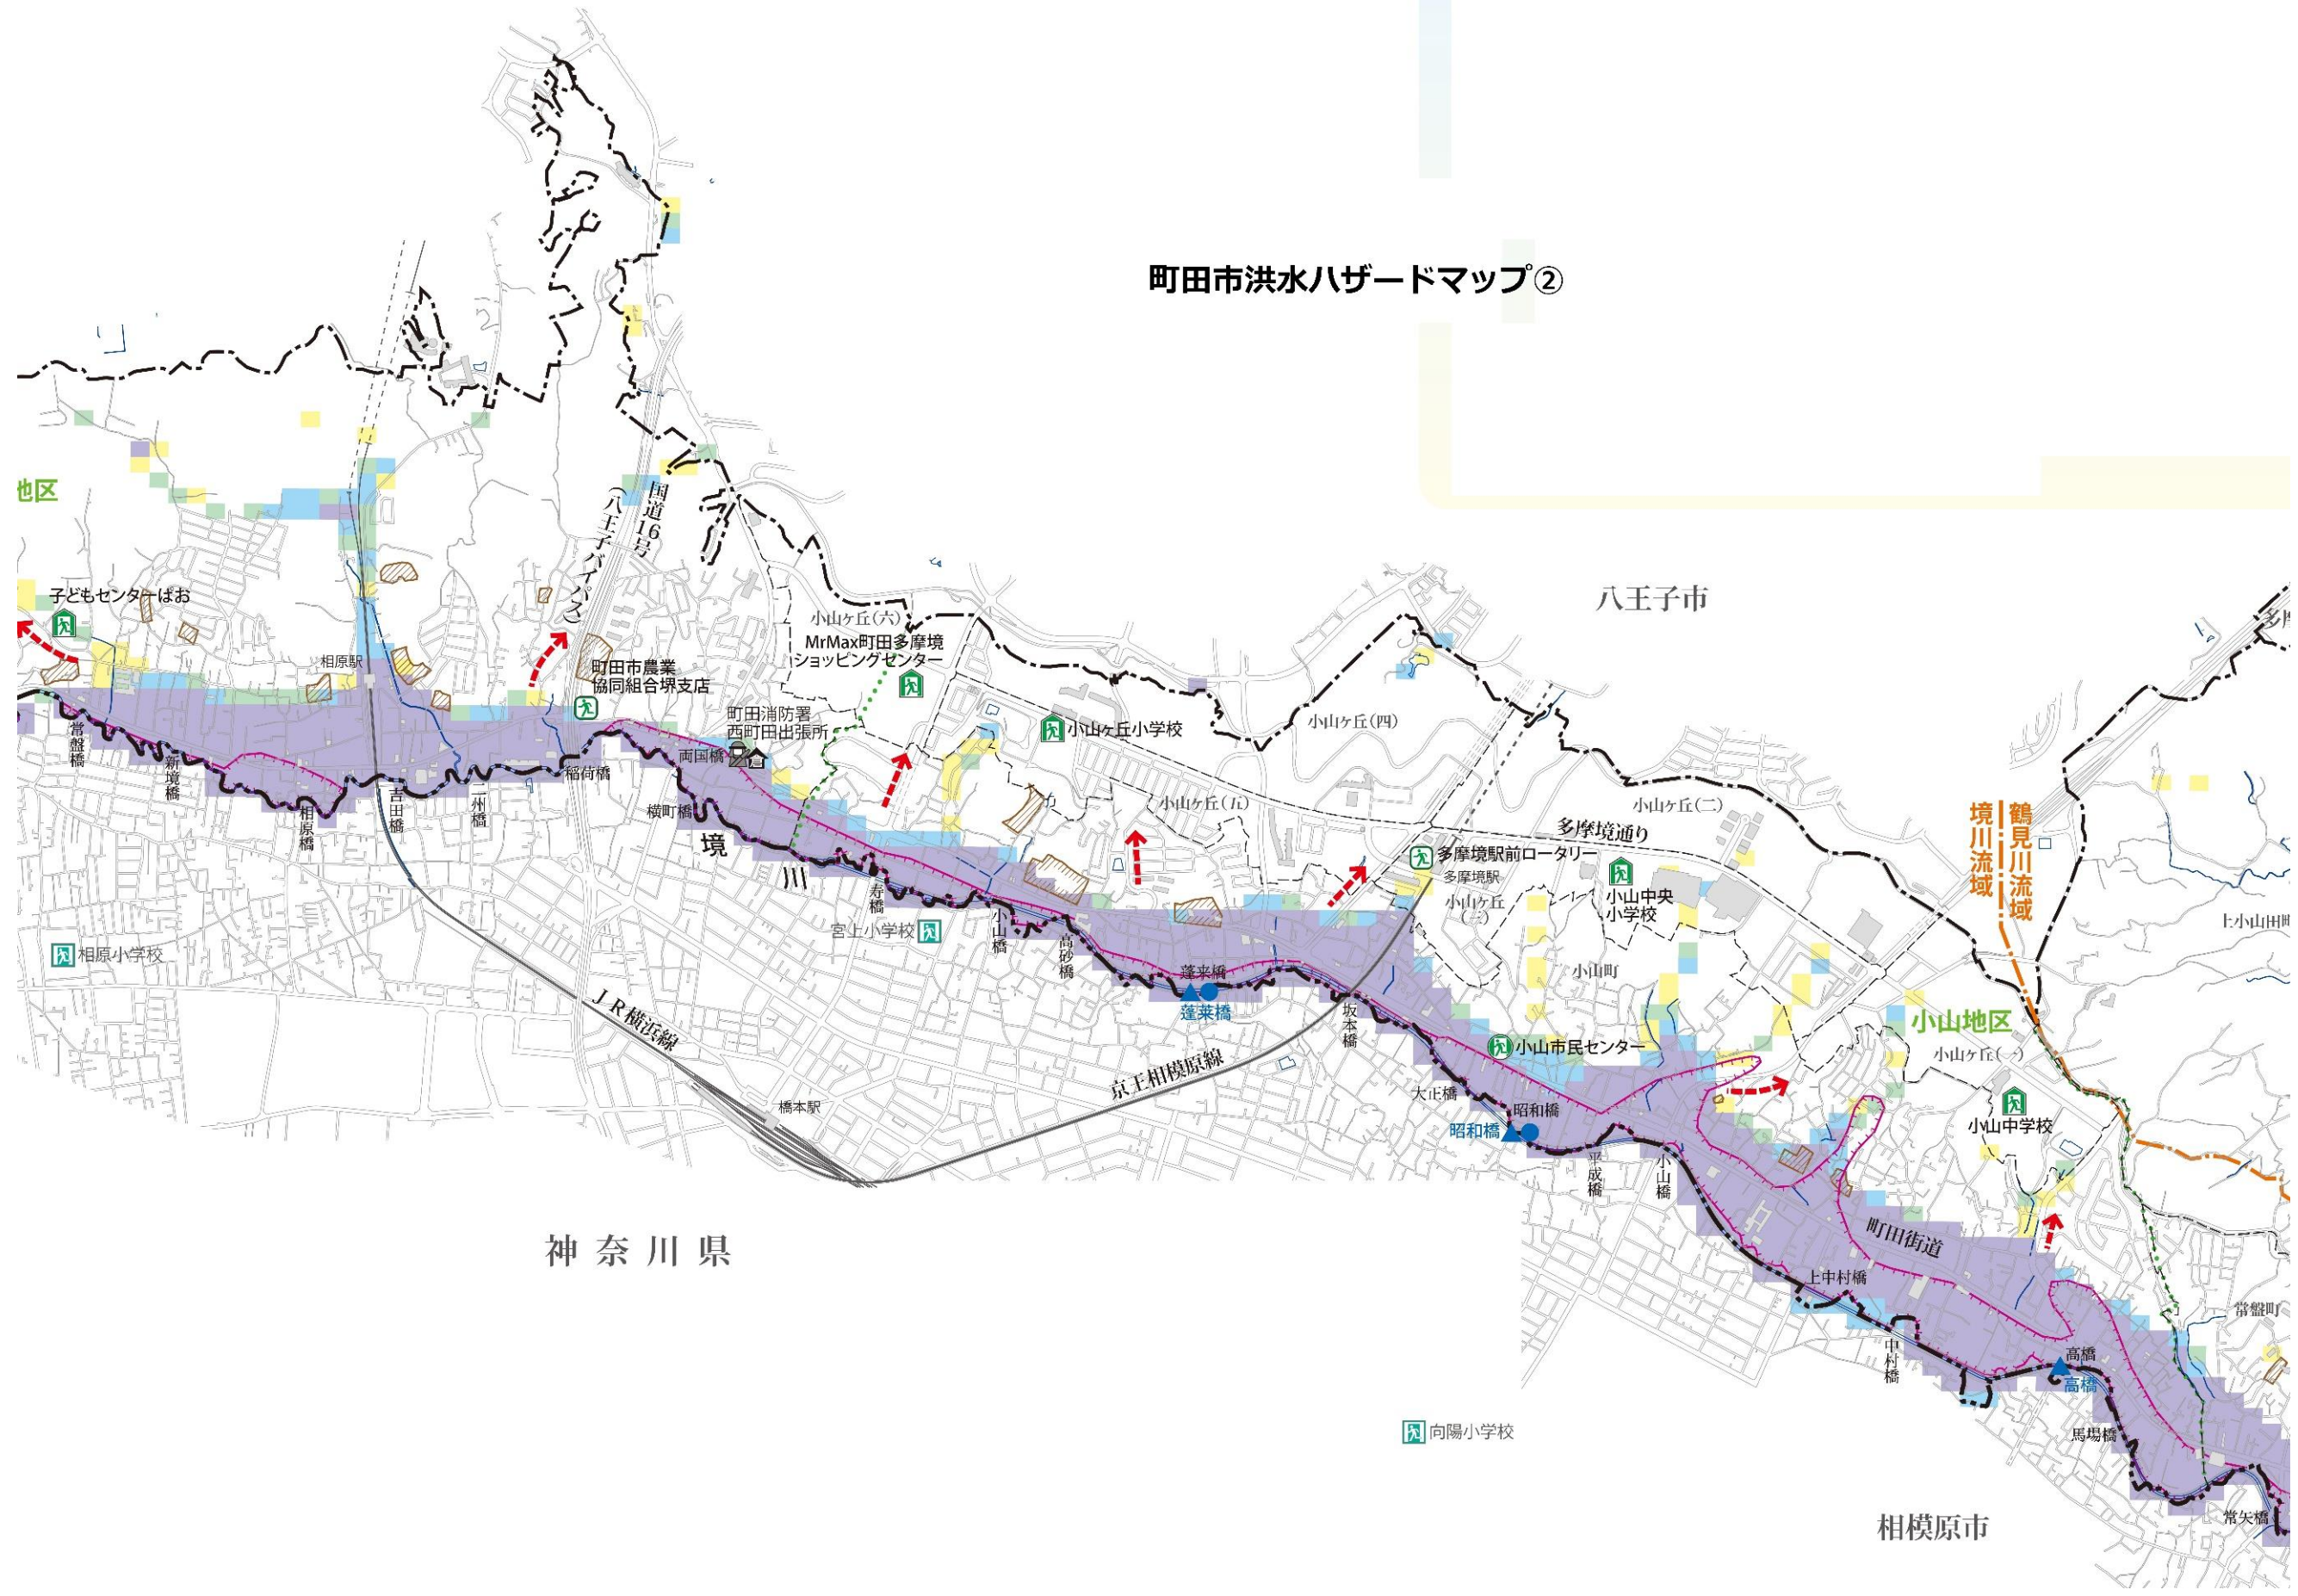 町田市洪水ハザードマップ②
地区
国道16号
(八王子バイパス)
子どもセンターぱお
相原駅
町田市農業
協同組合堺支店
小山ヶ丘(六)
MrMax町田多摩境
ショッピングセンター
町田消防署
西町田出張所
両国橋
小山ヶ丘小学校
小山ヶ丘(四)
八王子市
小山ヶ丘(五)
小山ヶ丘(二)
多摩境通り
多摩境駅前ロータリー
多摩境駅
小山ヶ丘
(三)
小山中央
小学校
鶴見川流域
境川流域
上小山田町
常盤橋
新境橋
相原橋
吉田橋
二州橋
稲荷橋
横町橋
境
川
寿橋
宮上小学校
小山橋
高砂橋
蓬来橋
蓬莱橋
相原小学校
JR横浜線
橋本駅
京王相模原線
坂本橋
小山町
小山市民センター
小山地区
小山ヶ丘(一)
小山中学校
大正橋
昭和橋
昭和橋
平成橋
小山橋
町田街道
上中村橋
中村橋
高橋
高橋
常盤町
馬場橋
常矢橋
神奈川県
向陽小学校
相模原市